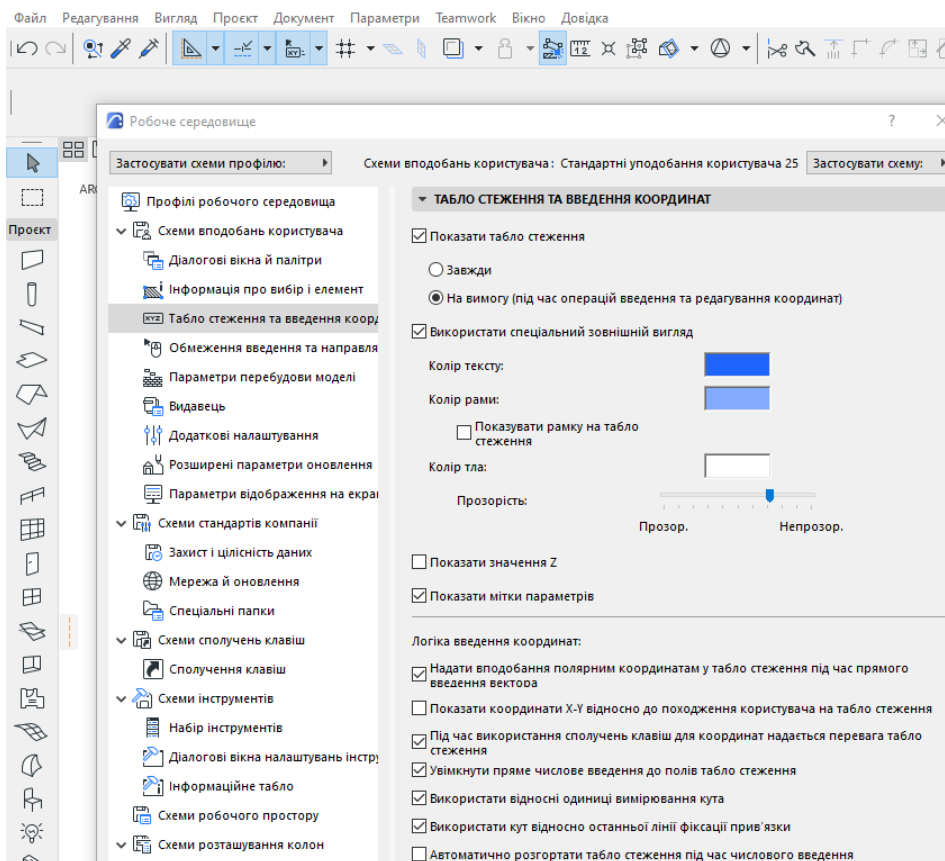 Файл Редагування Вигляд Проєкт Документ Параметри Teamwork Вікно Довідка
Робоче середовище
Застосувати схеми профілю:
Схеми вподобань користувача: Стандартні уподобання користувача 25
Застосувати схему:
Проєкт
Профілі робочого середовища
Схеми вподобань користувача
Діалогові вікна й палітри
Інформація про вибір і елемент
Табло стеження та введення коорд
Обмеження введення та направля
Параметри перебудови моделі
Видавець
Додаткові налаштування
Розширені параметри оновлення
Параметри відображення на екра
Схеми стандартів компанії
Захист і цілісність даних
Мережа й оновлення
Спеціальні папки
Схеми сполучень клавіш
Сполучення клавіш
Схеми інструментів
Набір інструментів
Діалогові вікна налаштувань інстру
Інформаційне табло
Схеми робочого простору
Схеми розташування колон
ТАБЛО СТЕЖЕННЯ ТА ВВЕДЕННЯ КООРДИНАТ
Показати табло стеження
Завжди
На вимогу (під час операцій введення та редагування координат)
Використати спеціальний зовнішній вигляд
Колір тексту:
Колір рами:
Показувати рамку на табло
стеження
Колір тла:
Прозорість:
Прозор. Непрозор.
Показати значення Z
Показати мітки параметрів
Логіка введення координат:
Надати вподобання полярним координатам у табло стеження під час прямого
введення вектора
Показати координати X-Y відносно до походження користувача на табло стеження
Під час використання сполучень клавіш для координат надається перевага табло
стеження
Увімкнути пряме числове введення до полів табло стеження
Використати відносні одиниці вимірювання кута
Використати кут відносно останньої лінії фіксації прив'язки
Автоматично розгортати табло стеження під час числового введення